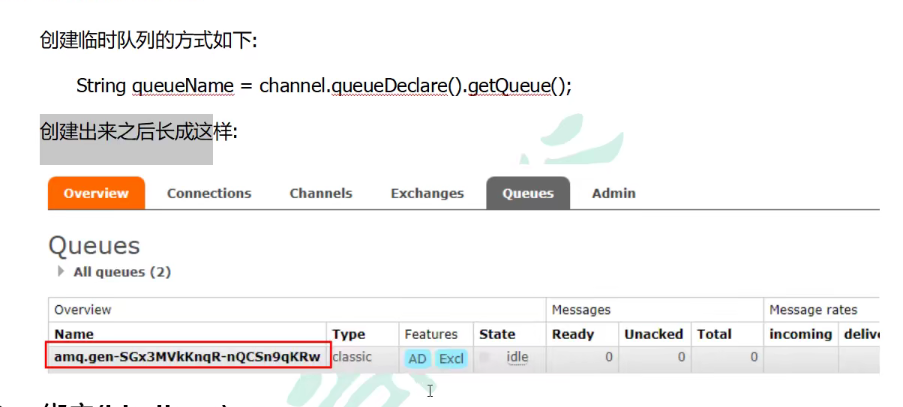 创建临时队列的方式如下:
String queueName = channel.queueDeclare().getQueue();
创建出来之后长成这样:
Overview Connections Channels Exchanges Queues Admin
Queues
All queues (2)
Overview Messages Message rates
Name Type Features State Ready Unacked Total incoming
amq.gen-SGx3MVkKnqR-nQCSn9qKRw classic AD Excl idle 0 0 0